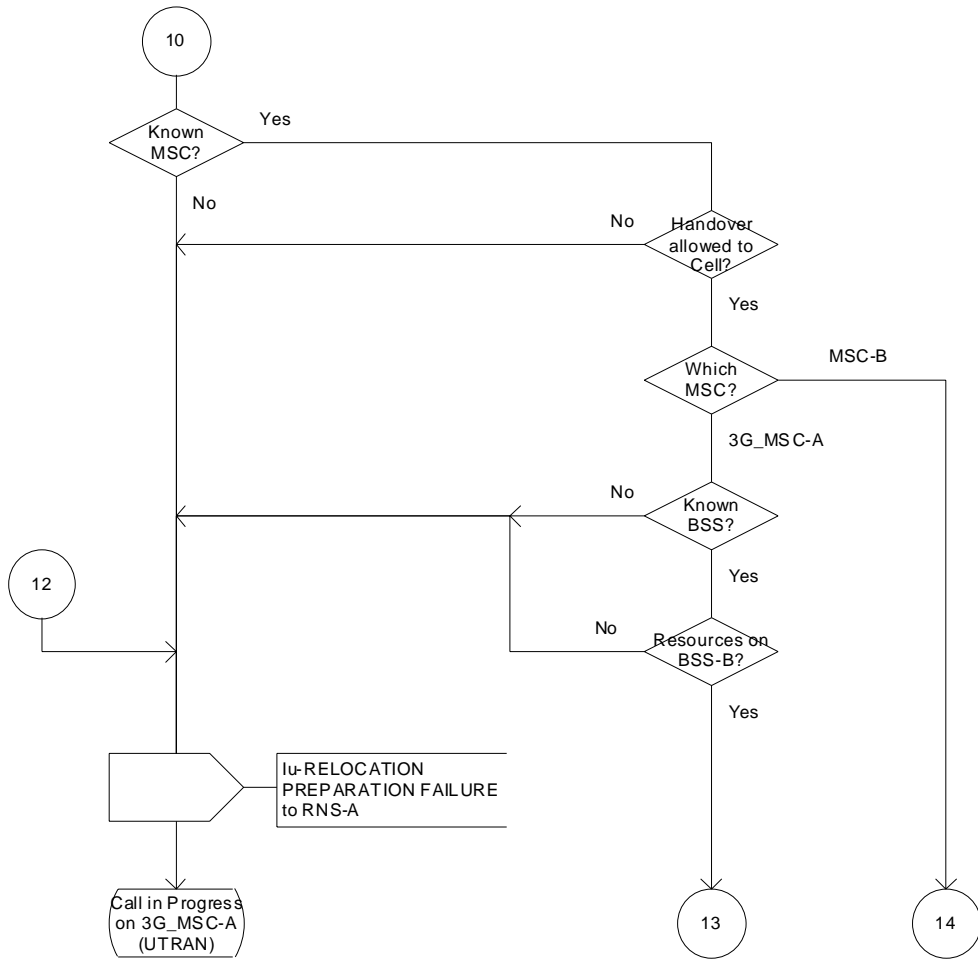 10
Known
MSC?
Yes
No
No
Handover
allowed to
Cell?
Yes
Which
MSC?
MSC-B
3G_MSC-A
No
Known
BSS?
12
Yes
No
Resources on
BSS-B?
Yes
Iu-RELOCATION
PREPARATION FAILURE
to RNS-A
Call in Progress
on 3G_MSC-A
(UTRAN)
13
14